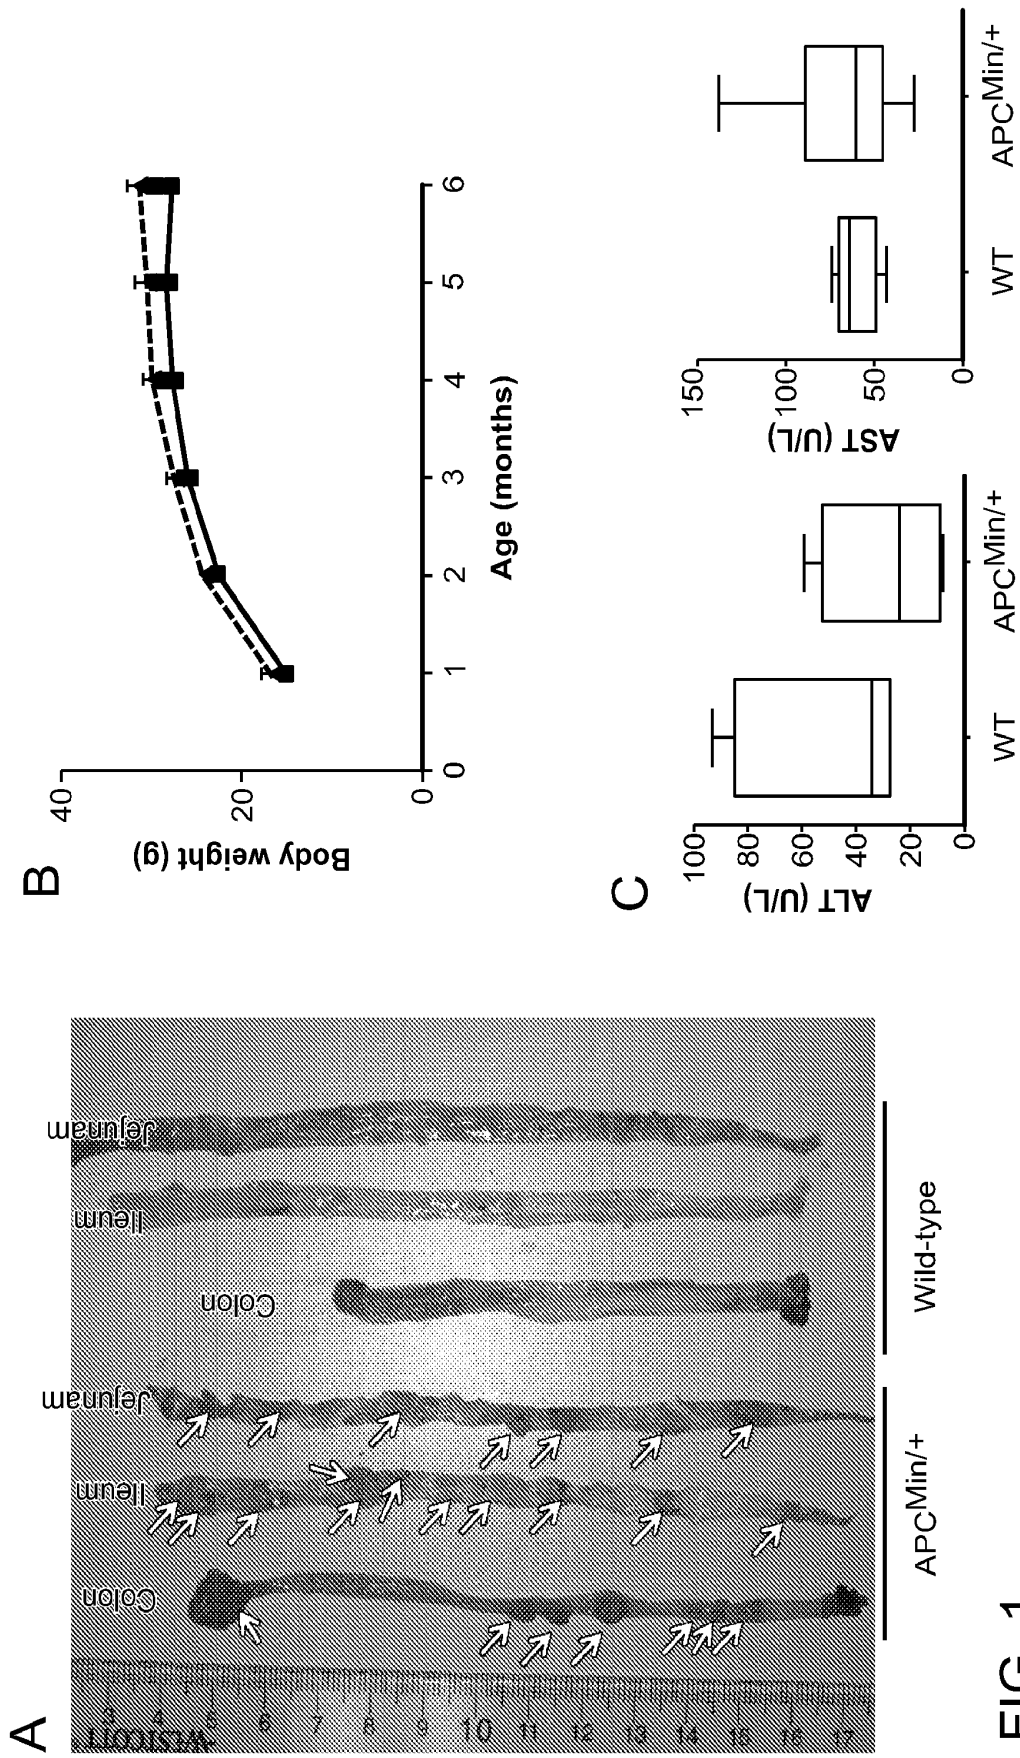 A
Colon
Ileum
Jejunam
Colon
Ileum
Jejunam
WESTCOTT
3
4
5
6
7
8
9
10
11
12
13
14
15
16
17
APCMin/+
Wild-type
B
Body weight (g)
40
20
0
0 1 2 3 4 5 6
Age (months)
C
ALT (U/L)
100
80
60
40
20
0
WT APCMin/+
AST (U/L)
150
100
50
0
WT APCMin/+
FIG. 1